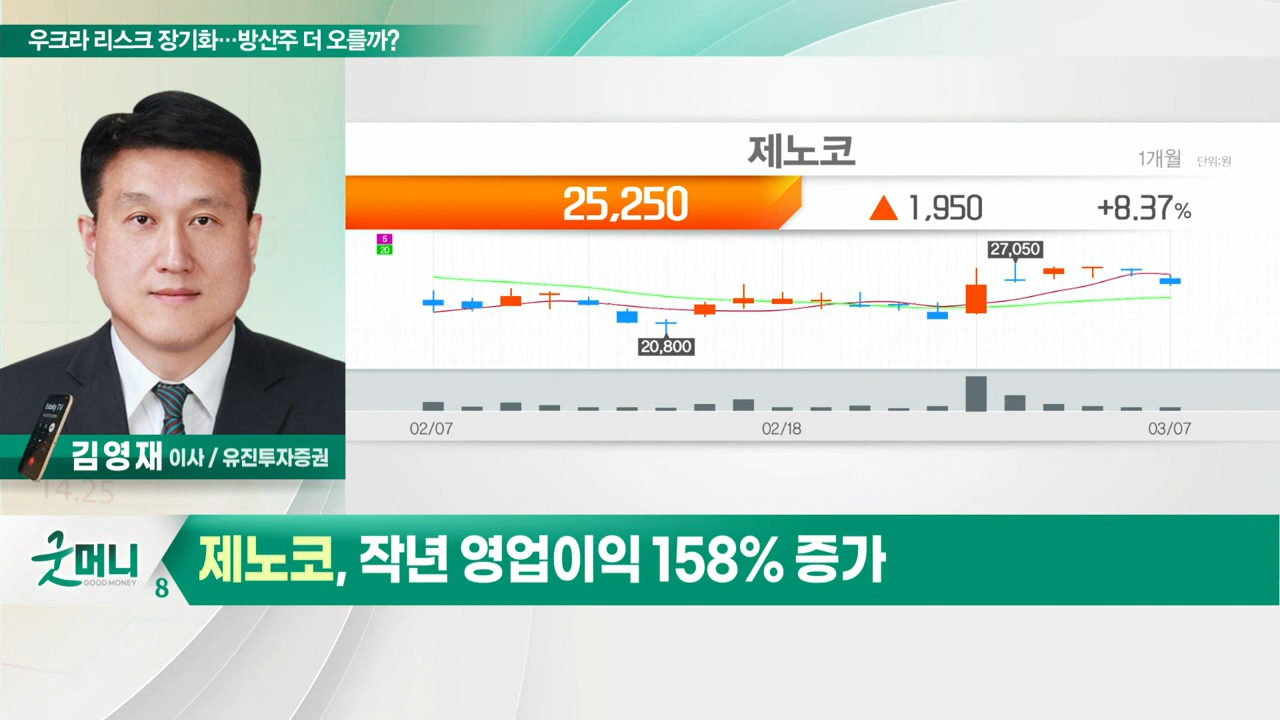 우크라 리스크 장기화…방산주 더 오를까?
제노코
1개월 단위:원
25,250 ▲ 1,950 +8.37%
5
20
27,050
20,800
02/07 02/18 03/07
김영재 이사 / 유진투자증권
14.25
굿머니
GOOD MONEY
8
제노코, 작년 영업이익 158% 증가